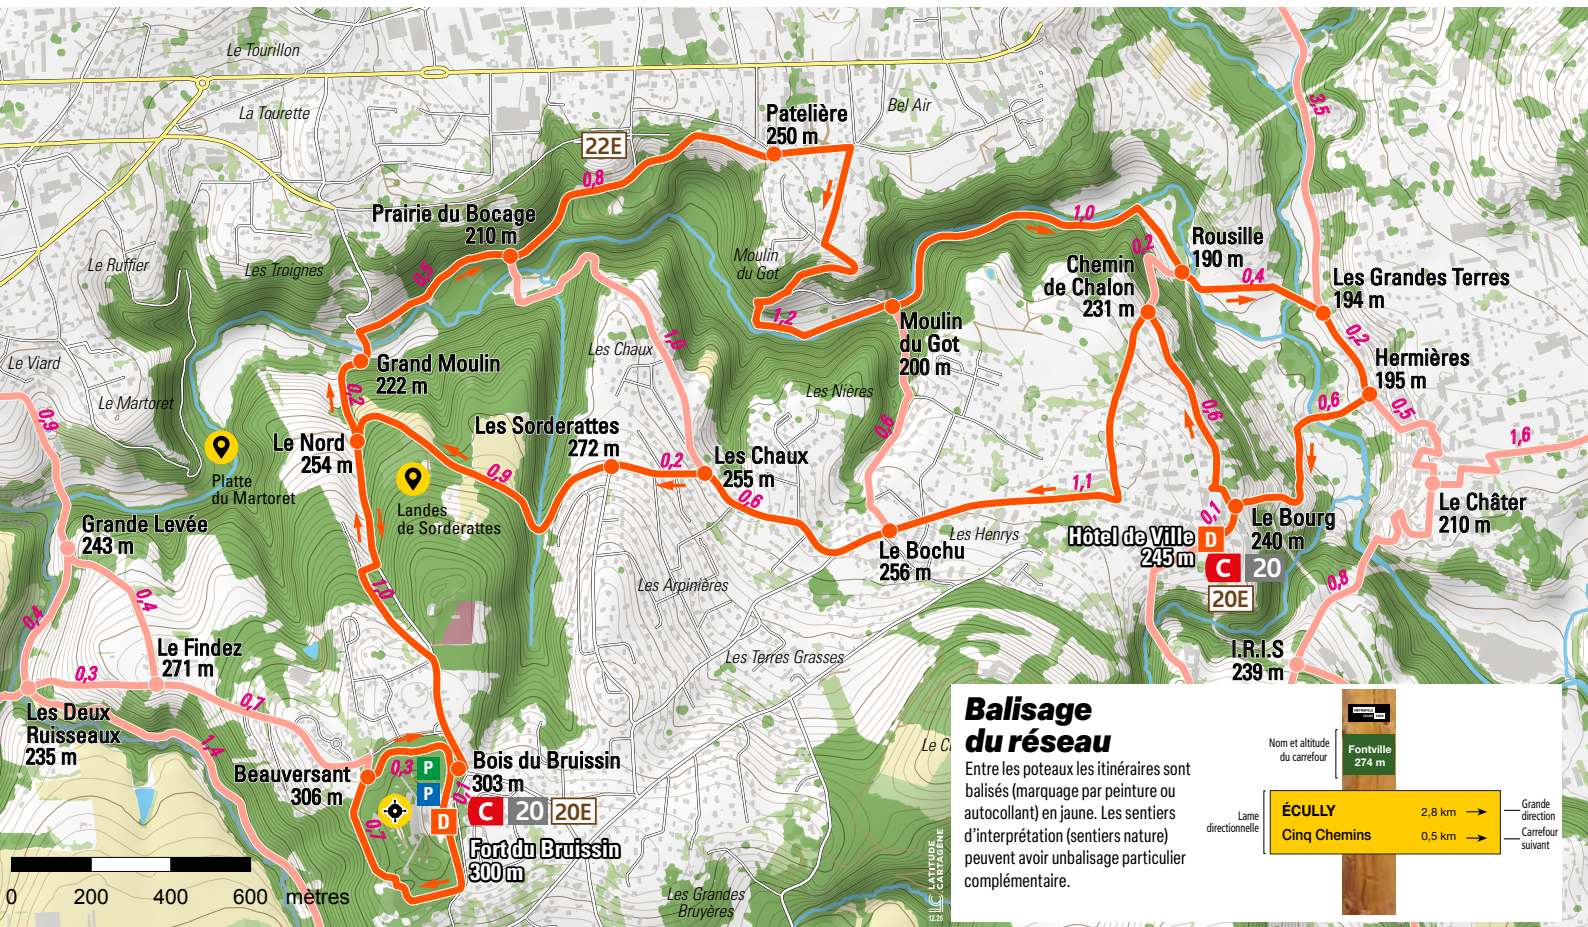 Le Tourillon
La Tourette
Bel Air
Patelière
250 m
3,5
22E
0,8
Prairie du Bocage
210 m
Le Ruffier
Les Troignes
0,5
Moulin
du Got
1,0
0,2
Rousille
190 m
Chemin
de Chalon
231 m
0,4
Les Grandes Terres
194 m
1,2
Moulin
du Got
200 m
0,2
Hermières
195 m
Le Viard
Grand Moulin
222 m
Les Chaux
1,0
Les Nières
Le Martoret
0,2
0,9
0,6
0,6
0,6
0,5
1,6
Les Sorderattes
272 m
Le Nord
254 m
0,9
0,2
Les Chaux
255 m
0,6
1,1
Platte
du Martoret
Landes
de Sorderattes
Le Châter
210 m
0,1
Le Bourg
240 m
Hôtel de Ville
245 m
D
C 20
20E
Grande Levée
243 m
Le Bochu
256 m
Les Henrys
Les Arpinières
1,0
0,4
0,4
0,8
Le Findez
271 m
Les Terres Grasses
I.R.I.S
239 m
0,3
0,7
Les Deux
Ruisseaux
235 m
1,4
Beauversant
306 m
0,3
P
P
0,1
Bois du Bruissin
303 m
C 20 20E
D
0,7
Fort du Bruissin
300 m
Les Grandes
Bruyères
0 200 400 600 mètres
LATITUDE
CARTAGÈNE
Balisage
du réseau
Entre les poteaux les itinéraires sont
balisés (marquage par peinture ou
autocollant) en jaune. Les sentiers
d'interprétation (sentiers nature)
peuvent avoir unbalisage particulier
complémentaire.
Nom et altitude
du carrefour
Fontville
274 m
Lame
directionnelle
ÉCULLY 2,8 km
Cinq Chemins 0,5 km
Grande
direction
Carrefour
suivant